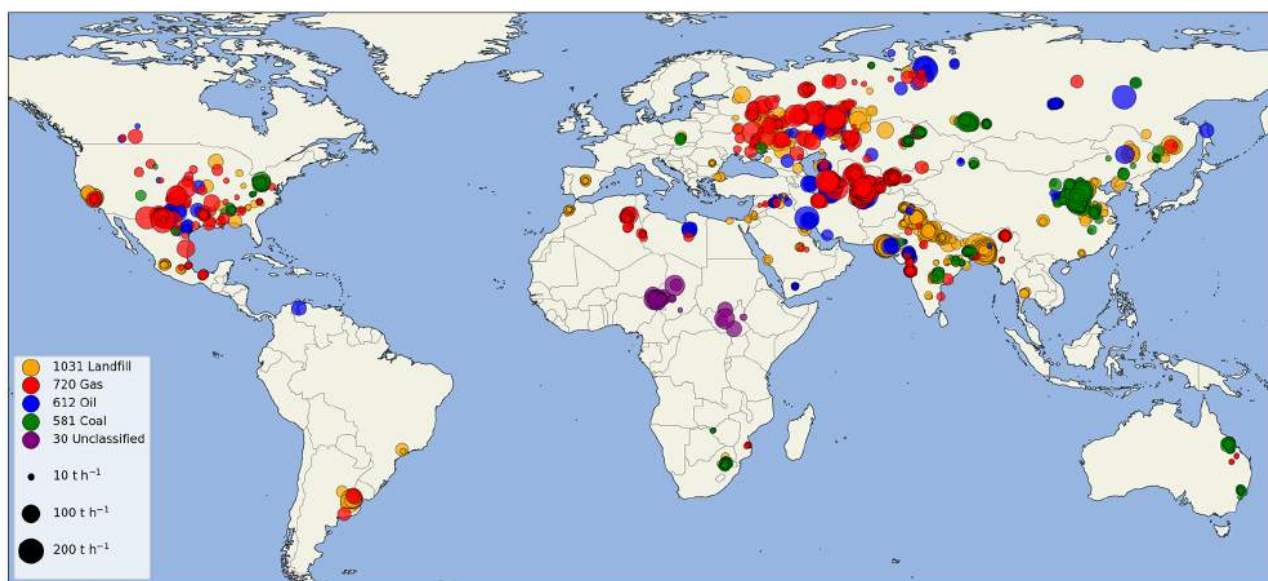 1031 Landfill
720 Gas
612 Oil
581 Coal
30 Unclassified
10 t h⁻¹
100 t h⁻¹
200 t h⁻¹